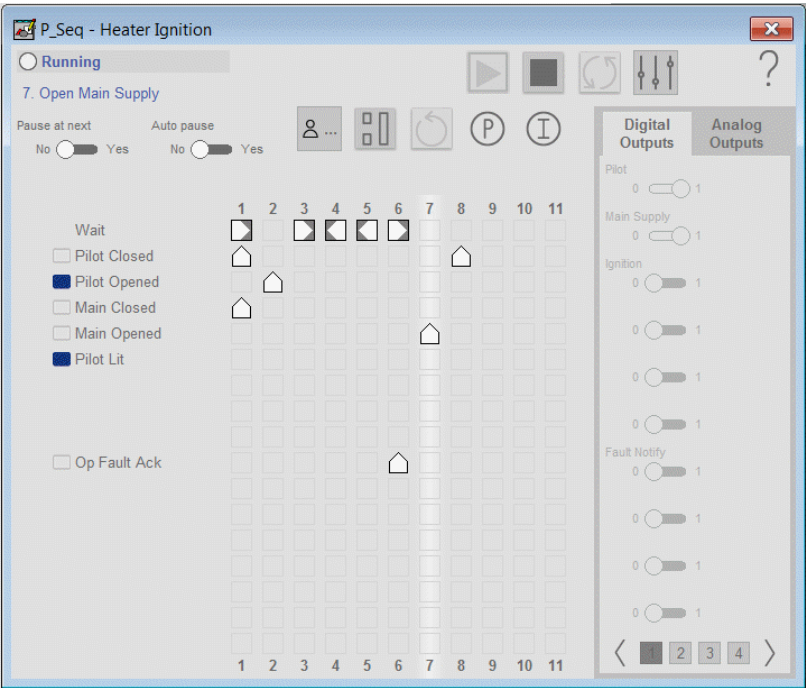 P_Seq - Heater Ignition
Running
7. Open Main Supply
Pause at next Auto pause
No Yes No Yes
...
P I
?
Digital Outputs
Analog Outputs
1 2 3 4 5 6 7 8 9 10 11
Wait
Pilot Closed
Pilot Opened
Main Closed
Main Opened
Pilot Lit
Op Fault Ack
1 2 3 4 5 6 7 8 9 10 11
Pilot
0 1
Main Supply
0 1
Ignition
0 1
0 1
0 1
0 1
Fault Notify
0 1
0 1
0 1
0 1
1 2 3 4